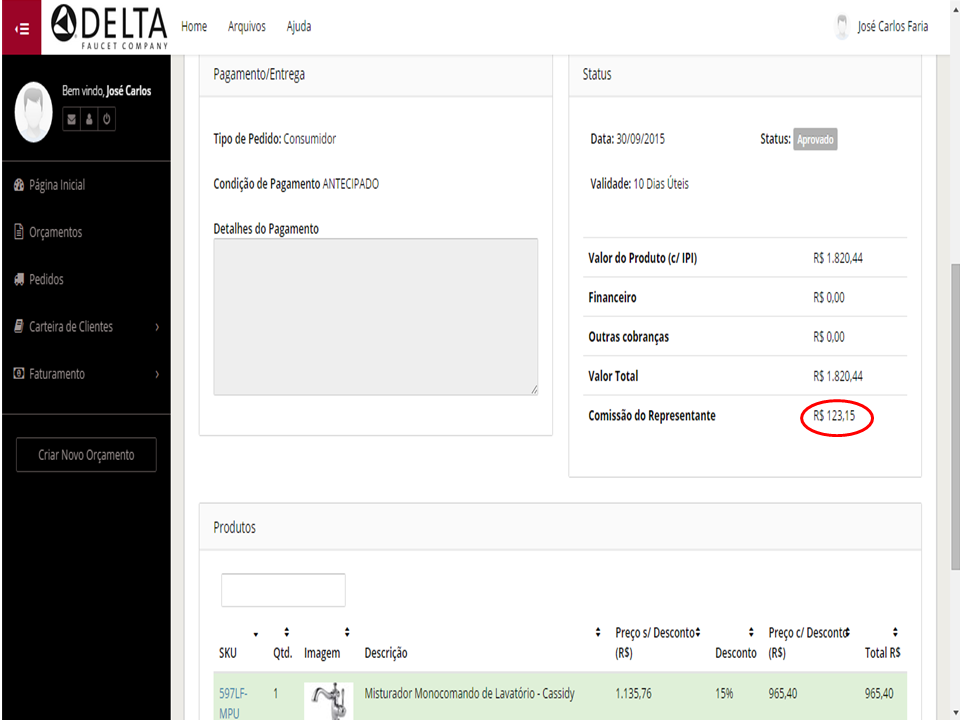 DELTA
FAUCET COMPANY
Home Arquivos Ajuda
José Carlos Faria
Bem vindo, José Carlos
Página Inicial
Orçamentos
Pedidos
Carteira de Clientes
Faturamento
Criar Novo Orçamento
Pagamento/Entrega
Tipo de Pedido: Consumidor
Condição de Pagamento ANTECIPADO
Detalhes do Pagamento
Status
Data: 30/09/2015 Status: Aprovado
Validade: 10 Dias Úteis
Valor do Produto (c/ IPI) R$ 1.820,44
Financeiro R$ 0,00
Outras cobranças R$ 0,00
Valor Total R$ 1.820,44
Comissão do Representante R$ 123,15
Produtos
SKU Qtd. Imagem Descrição Preço s/ Desconto (R$) Desconto Preço c/ Desconto (R$) Total R$
597LF-MPU 1 Misturador Monocomando de Lavatório - Cassidy 1.135,76 15% 965,40 965,40